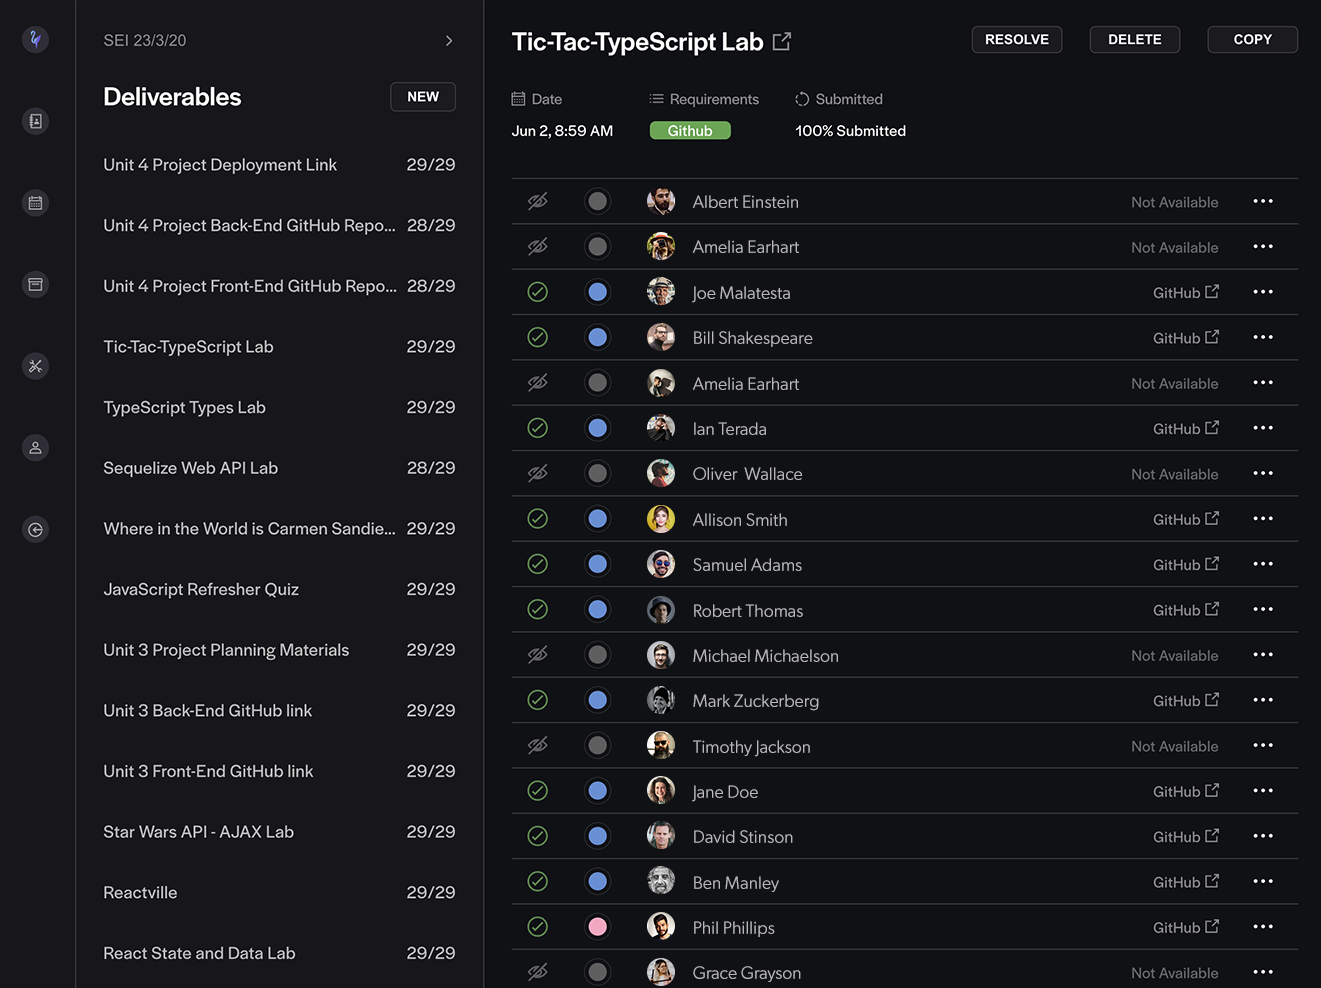 SEI 23/3/20
Deliverables
NEW
Unit 4 Project Deployment Link 29/29
Unit 4 Project Back-End GitHub Repo... 28/29
Unit 4 Project Front-End GitHub Repo... 28/29
Tic-Tac-TypeScript Lab 29/29
TypeScript Types Lab 29/29
Sequelize Web API Lab 28/29
Where in the World is Carmen Sandie... 29/29
JavaScript Refresher Quiz 29/29
Unit 3 Project Planning Materials 29/29
Unit 3 Back-End GitHub link 29/29
Unit 3 Front-End GitHub link 29/29
Star Wars API - AJAX Lab 29/29
Reactville 29/29
React State and Data Lab 29/29
Tic-Tac-TypeScript Lab
RESOLVE
DELETE
COPY
Date Requirements Submitted
Jun 2, 8:59 AM Github 100% Submitted
Albert Einstein Not Available
Amelia Earhart Not Available
Joe Malatesta GitHub
Bill Shakespeare GitHub
Amelia Earhart Not Available
Ian Terada GitHub
Oliver Wallace Not Available
Allison Smith GitHub
Samuel Adams GitHub
Robert Thomas GitHub
Michael Michaelson Not Available
Mark Zuckerberg GitHub
Timothy Jackson Not Available
Jane Doe GitHub
David Stinson GitHub
Ben Manley GitHub
Phil Phillips GitHub
Grace Grayson Not Available